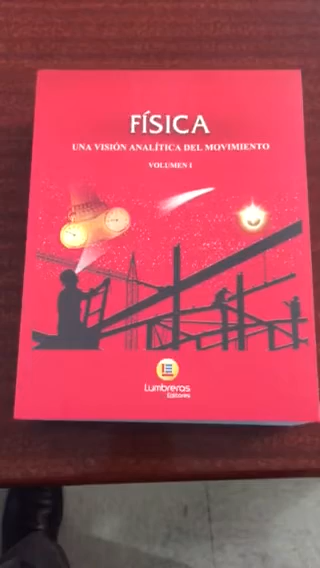 FÍSICA
UNA VISIÓN ANALÍTICA DEL MOVIMIENTO
VOLUMEN I
Lumbreras
Editores